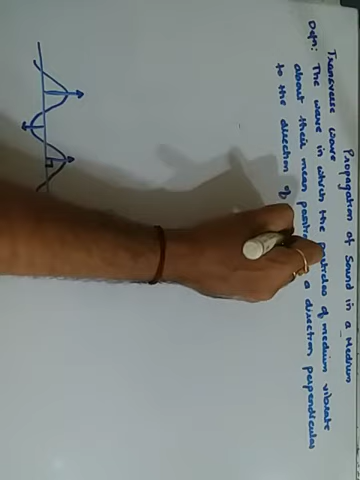 Propagation of Sound in a Medium
Transverse wave
Defn: The wave in which the particles of medium vibrate
about their mean a direction perpendicular
to the direction of